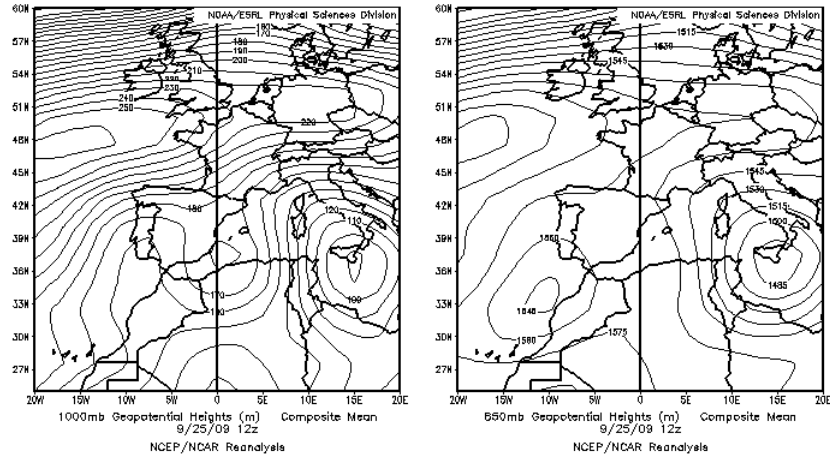 NOAA/ESRL Physical Sciences Division
60N
57N
54N
51N
48N
45N
42N
39N
36N
33N
30N
27N
170
180
190
200
210
230
240
250
220
180
120
110
100
170
20W 15W 10W 5W 0 5E 10E 15E 20E
1000mb Geopotential Heights (m) Composite Mean
9/25/09 12z
NCEP/NCAR Reanalysis
NOAA/ESRL Physical Sciences Division
60N
57N
54N
51N
48N
45N
42N
39N
36N
33N
30N
27N
1515
1530
1545
1545
1530
1515
1500
1485
1560
1575
20W 15W 10W 5W 0 5E 10E 15E 20E
850mb Geopotential Heights (m) Composite Mean
9/25/09 12z
NCEP/NCAR Reanalysis